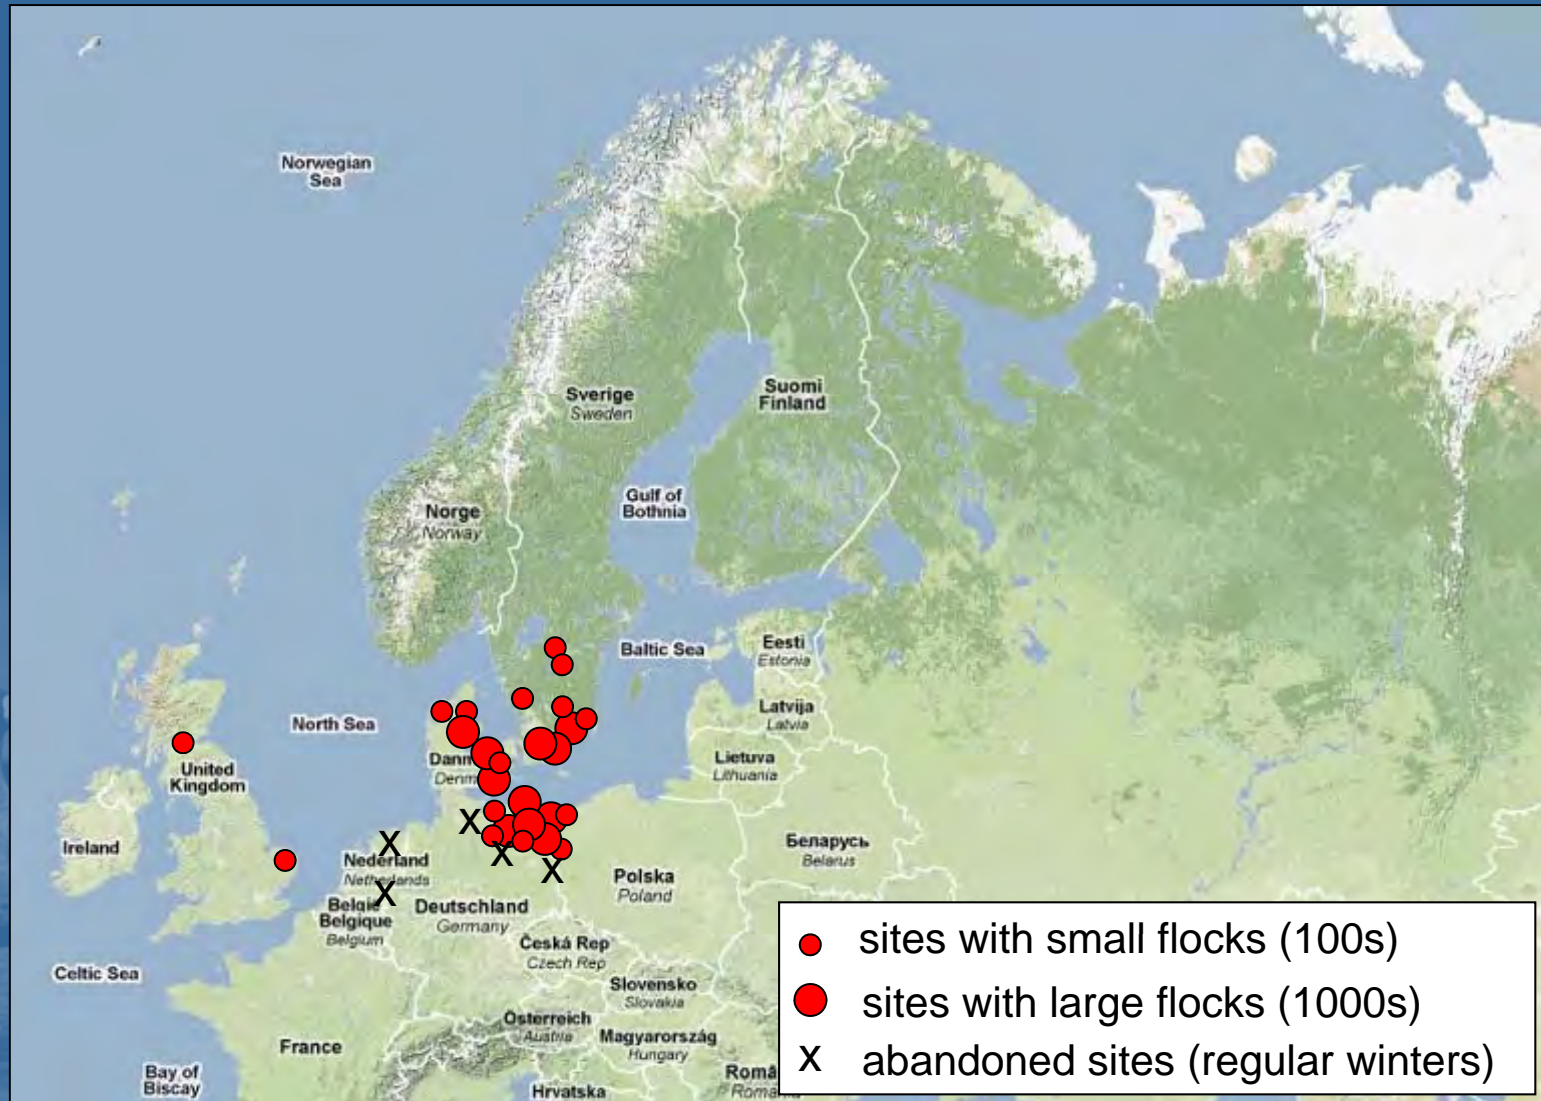 Norwegian
Sea
Sverige
Sweden
Suomi
Finland
Gulf of
Bothnia
Norge
Norway
Baltic Sea
Eesti
Estonia
Latvija
Latvia
North Sea
Lietuva
Lithuania
United
Kingdom
Ireland
Беларусь
Belarus
Nederland
Netherlands
Polska
Poland
België
Belgique
Belgium
Deutschland
Germany
Česká Rep
Czech Rep
Celtic Sea
Slovensko
Slovakia
Österreich
Austria
Magyarország
Hungary
France
Bay of
Biscay
Hrvatska
sites with small flocks (100s)
sites with large flocks (1000s)
x abandoned sites (regular winters)